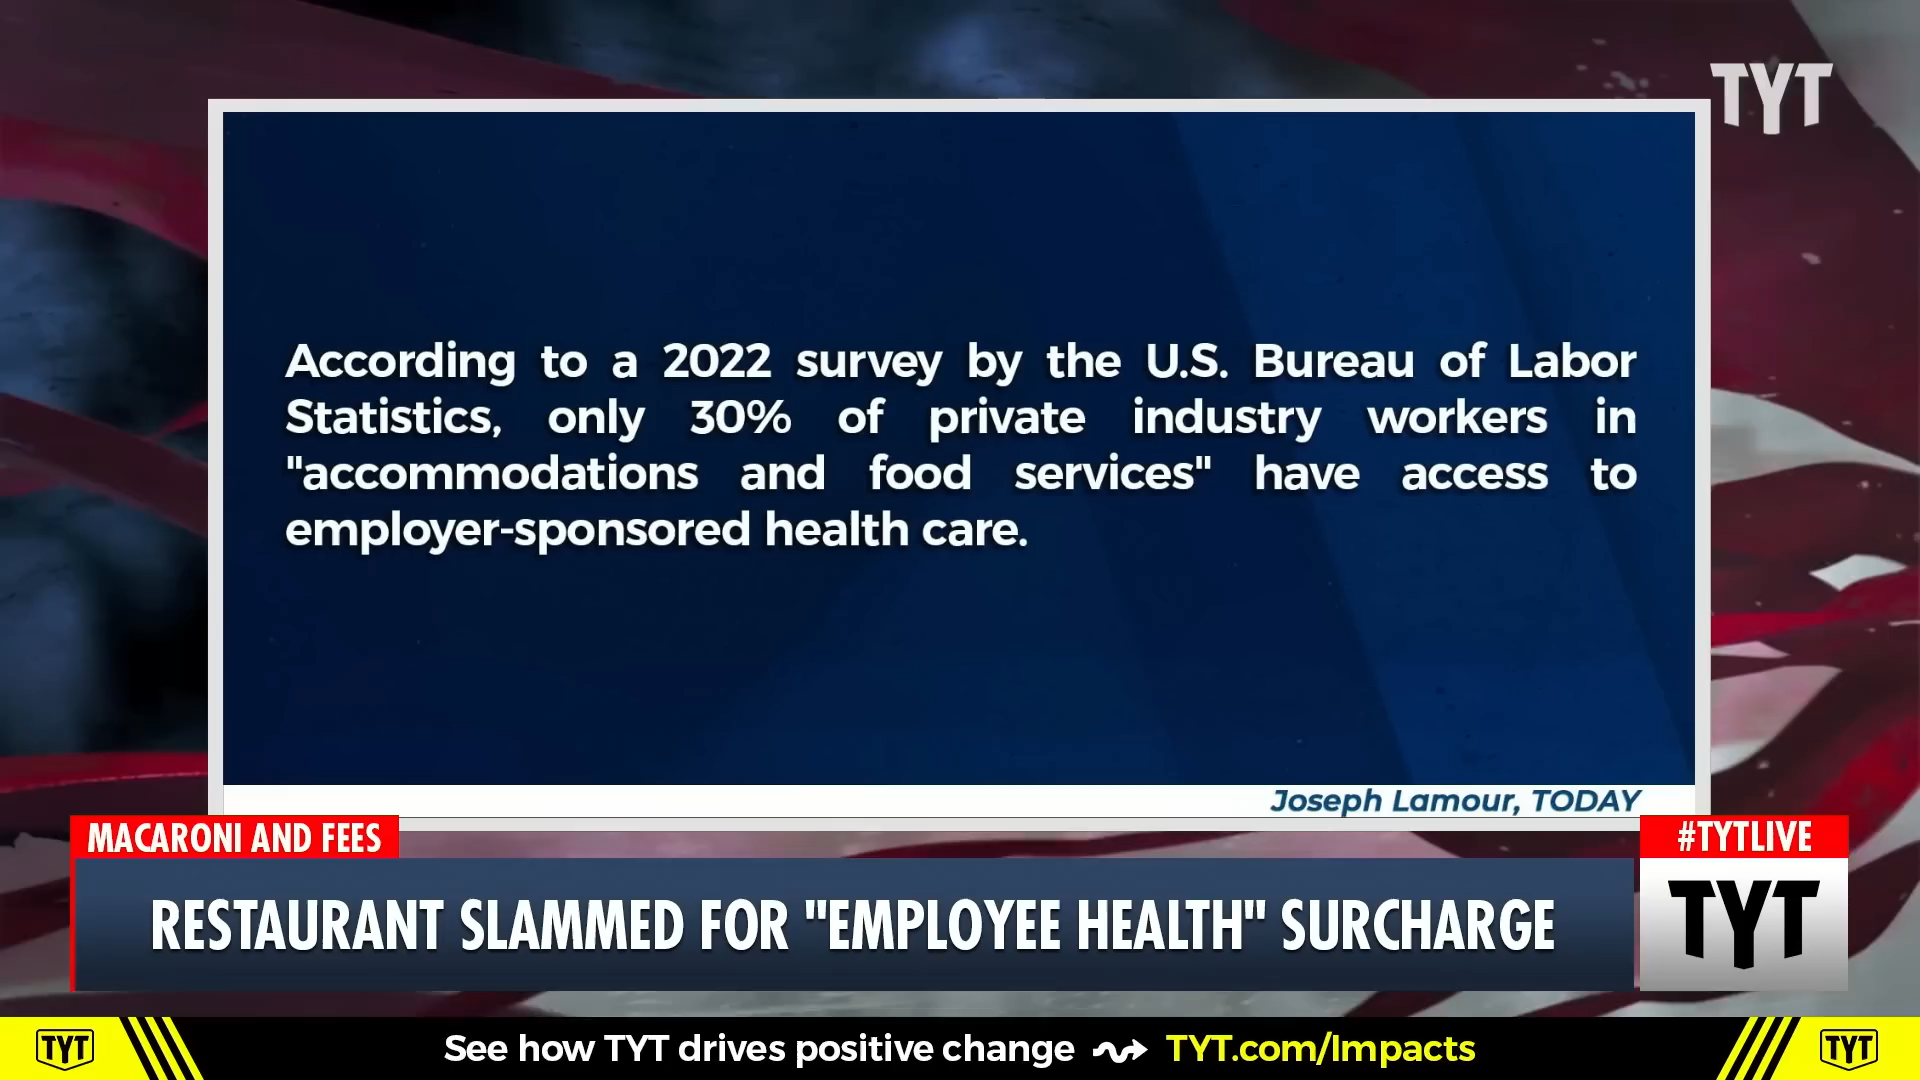 TYT
According to a 2022 survey by the U.S. Bureau of Labor
Statistics, only 30% of private industry workers in
"accommodations and food services" have access to
employer-sponsored health care.
Joseph Lamour, TODAY
MACARONI AND FEES
#TYTLIVE
RESTAURANT SLAMMED FOR "EMPLOYEE HEALTH" SURCHARGE
TYT
TYT
See how TYT drives positive change
TYT.com/Impacts
TYT